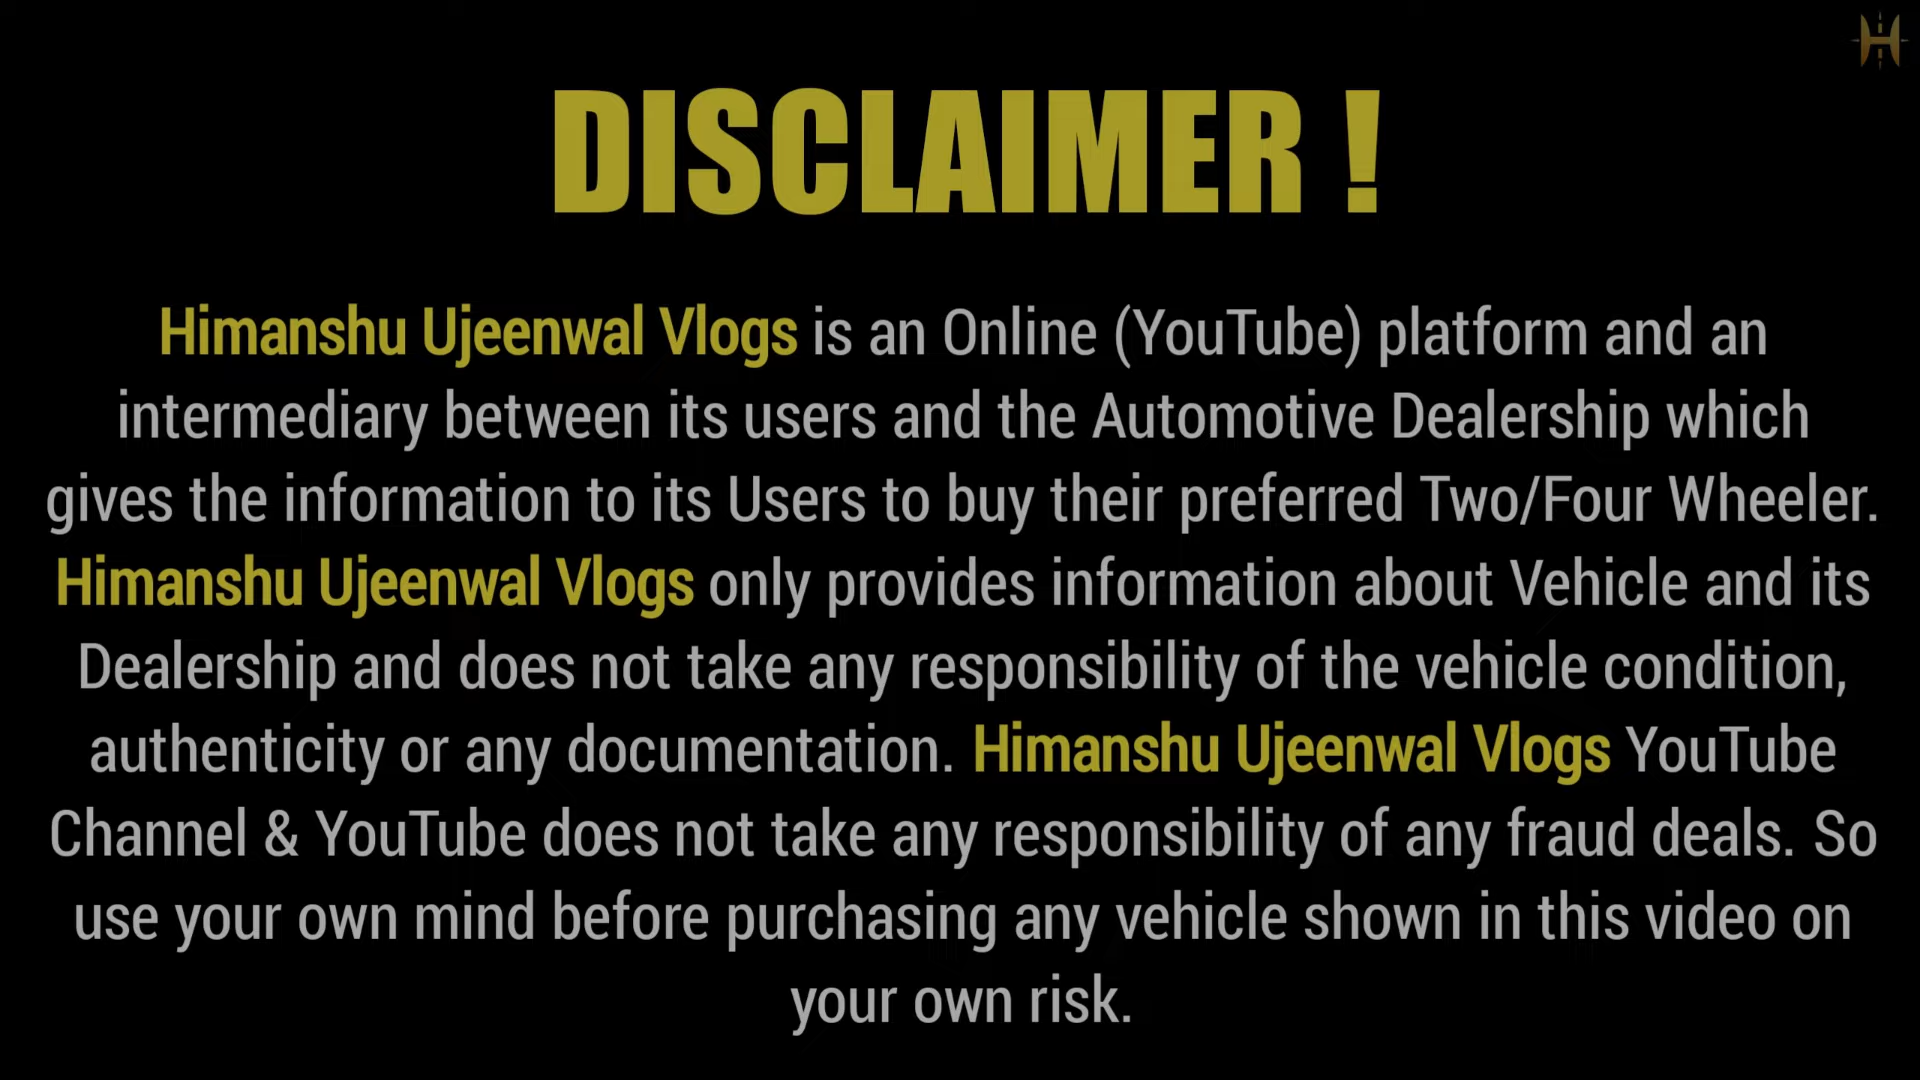 DISCLAIMER !
Himanshu Ujeenwal Vlogs is an Online (YouTube) platform and an
intermediary between its users and the Automotive Dealership which
gives the information to its Users to buy their preferred Two/Four Wheeler.
Himanshu Ujeenwal Vlogs only provides information about Vehicle and its
Dealership and does not take any responsibility of the vehicle condition,
authenticity or any documentation. Himanshu Ujeenwal Vlogs YouTube
Channel & YouTube does not take any responsibility of any fraud deals. So
use your own mind before purchasing any vehicle shown in this video on
your own risk.